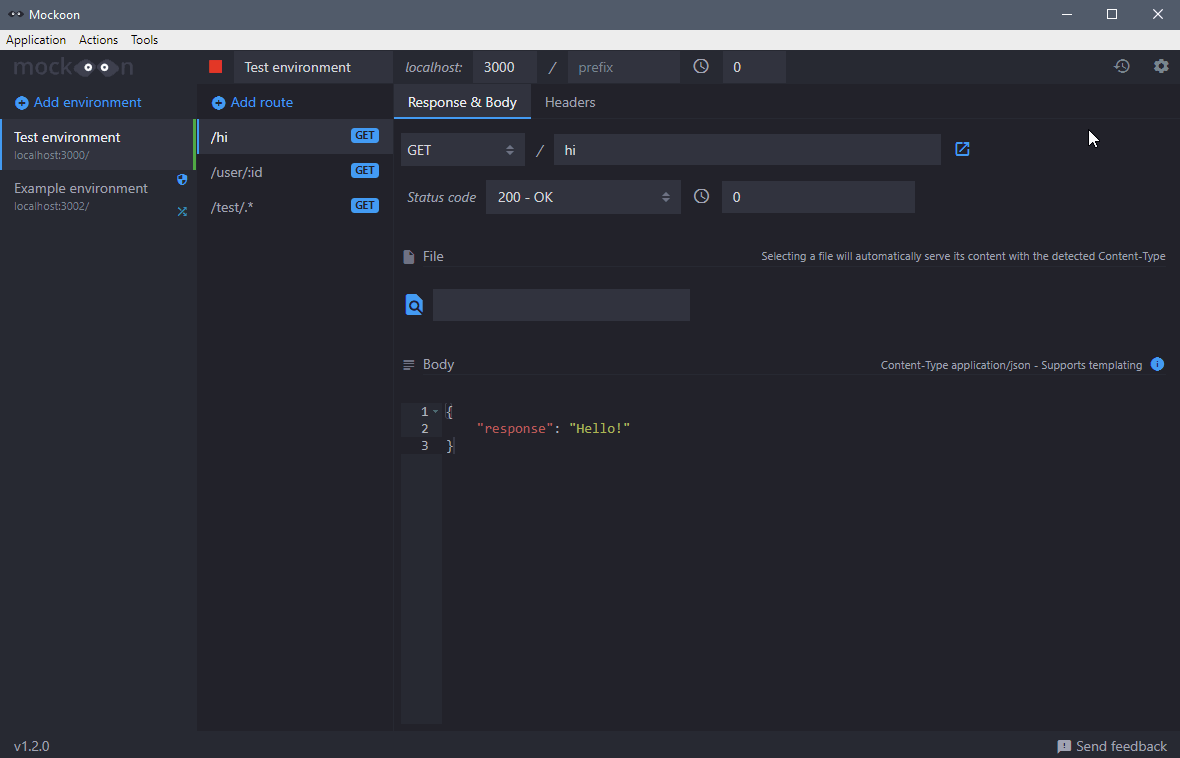 Mockoon
Application Actions Tools
mockoon Test environment localhost: 3000 / prefix 0
Add environment Add route Response & Body Headers
Test environment
localhost:3000/
Example environment
localhost:3002/
/hi GET
/user/:id GET
/test/.* GET
GET / hi
Status code 200 - OK 0
File Selecting a file will automatically serve its content with the detected Content-Type
Body Content-Type application/json - Supports templating
1 {
2 "response": "Hello!"
3 }
v1.2.0 Send feedback